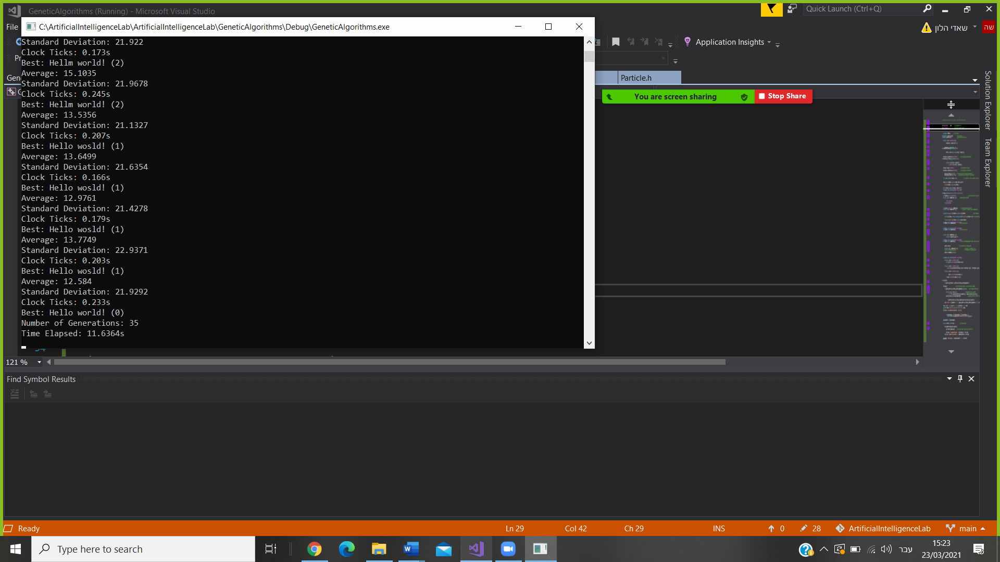 GeneticAlgorithms (Running) - Microsoft Visual Studio
Quick Launch (Ctrl+Q)
File
שאדי הלון
שה
C:\ArtificialIntelligenceLab\ArtificialIntelligenceLab\GeneticAlgorithms\Debug\GeneticAlgorithms.exe
Application Insights
Pr
Gen
Particle.h
You are screen sharing
Stop Share
Solution Explorer
Team Explorer
Standard Deviation: 21.922
Clock Ticks: 0.173s
Best: Hellm world! (2)
Average: 15.1035
Standard Deviation: 21.9678
Clock Ticks: 0.245s
Best: Hellm world! (2)
Average: 13.5356
Standard Deviation: 21.1327
Clock Ticks: 0.207s
Best: Hello wosld! (1)
Average: 13.6499
Standard Deviation: 21.6354
Clock Ticks: 0.166s
Best: Hello wosld! (1)
Average: 12.9761
Standard Deviation: 21.4278
Clock Ticks: 0.179s
Best: Hello wosld! (1)
Average: 13.7749
Standard Deviation: 22.9371
Clock Ticks: 0.203s
Best: Hello wosld! (1)
Average: 12.584
Standard Deviation: 21.9292
Clock Ticks: 0.233s
Best: Hello world! (0)
Number of Generations: 35
Time Elapsed: 11.6364s
121 %
Find Symbol Results
Ready
Ln 29
Col 42
Ch 29
INS
0
28
ArtificialIntelligenceLab
main
Type here to search
עבר
15:23
23/03/2021